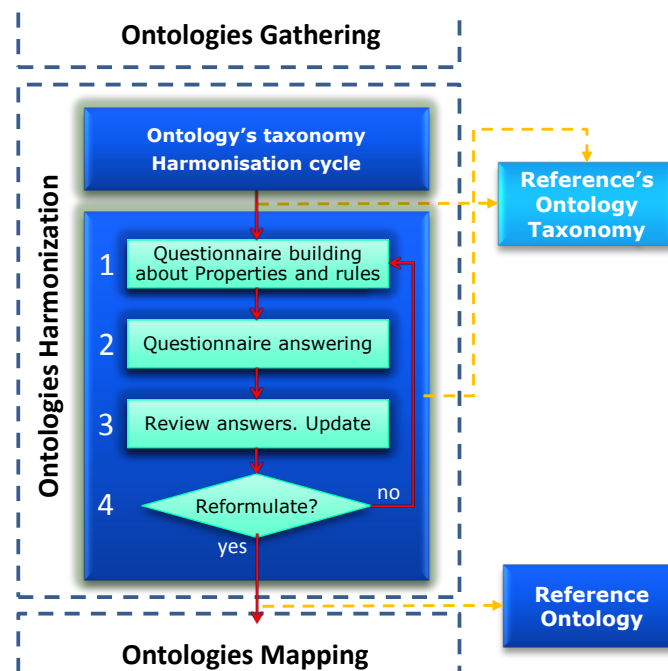 Ontologies Gathering
Ontologies Harmonization
Ontology's taxonomy
Harmonisation cycle
Reference's
Ontology
Taxonomy
1
Questionnaire building
about Properties and rules
2
Questionnaire answering
3
Review answers. Update
4
Reformulate?
no
yes
Reference
Ontology
Ontologies Mapping